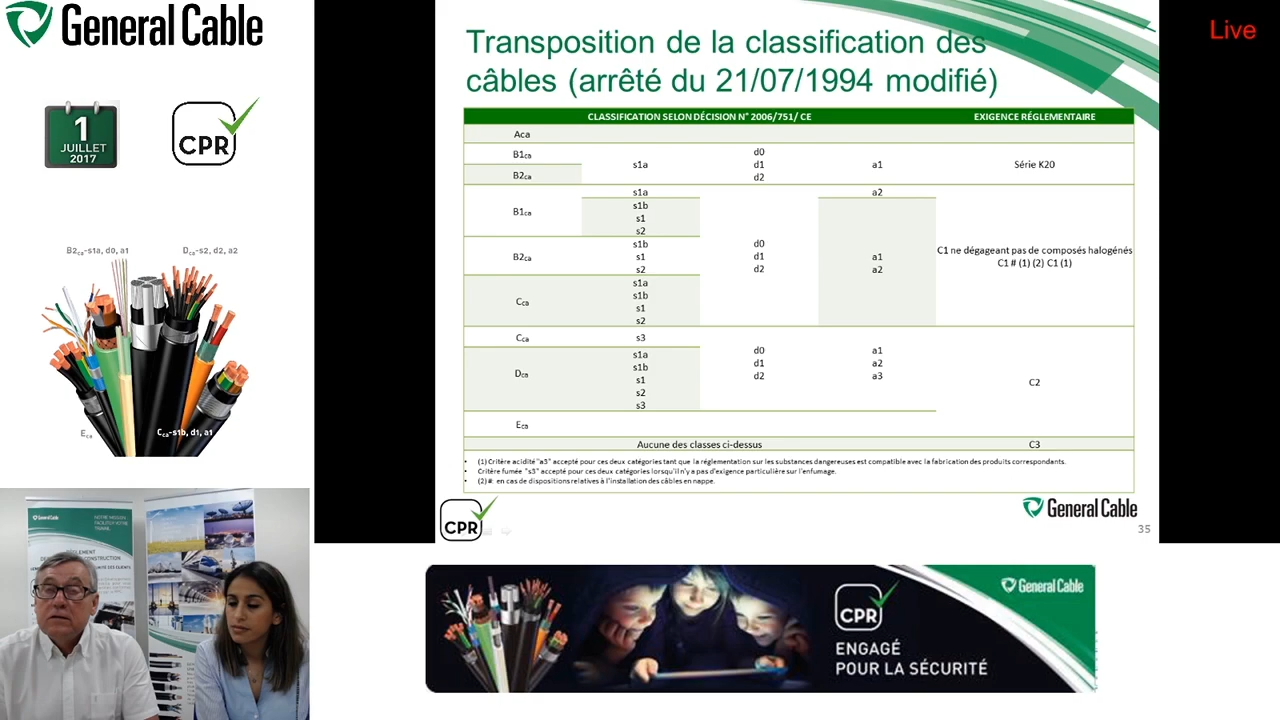 General Cable
1
JUILLET
2017
CPR
B2ca-s1a, d0, a1
Dca-s2, d2, a2
Eca
Cca-s1b, d1, a1
Live
Transposition de la classification des
câbles (arrêté du 21/07/1994 modifié)
CLASSIFICATION SELON DÉCISION N° 2006/751/ CE EXIGENCE RÉGLEMENTAIRE
Aca
B1ca
B2ca
s1a
d0
d1
d2
a1
Série K20
B1ca
s1a
s1b
s1
s2
a2
B2ca
s1b
s1
s2
d0
d1
d2
a1
a2
C1 ne dégageant pas de composés halogénés
C1 # (1) (2) C1 (1)
Cca
s1a
s1b
s1
s2
Cca
s3
Dca
s1a
s1b
s1
s2
s3
d0
d1
d2
a1
a2
a3
C2
Eca
Aucune des classes ci-dessus C3
• (1) Critère acidité "a3" accepté pour ces deux catégories tant que la réglementation sur les substances dangereuses est compatible avec la fabrication des produits correspondants.
• Critère fumée "s3" accepté pour ces deux catégories lorsqu'il n'y a pas d'exigence particulière sur l'enfumage.
• (2) #: en cas de dispositions relatives à l'installation des câbles en nappe.
CPR
General Cable
35
General Cable
NOTRE MISSION
FACILITER VOTRE
TRAVAIL
CPR
ENGAGÉ
POUR LA SÉCURITÉ
General Cable